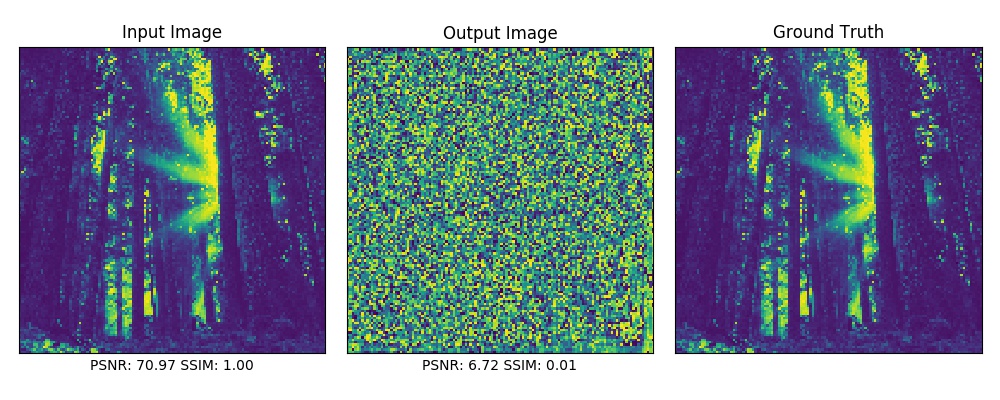 Input Image
Output Image
Ground Truth
PSNR: 70.97 SSIM: 1.00
PSNR: 6.72 SSIM: 0.01